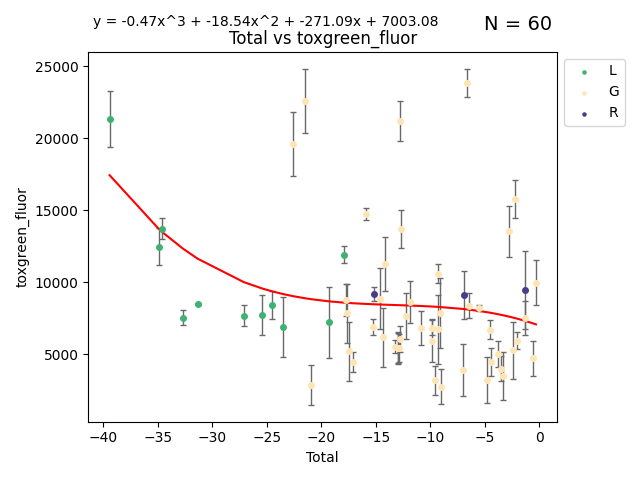 y = -0.47x^3 + -18.54x^2 + -271.09x + 7003.08
N = 60
Total vs toxgreen_fluor
25000
20000
15000
10000
5000
toxgreen_fluor
−40
−35
−30
−25
−20
−15
−10
−5
0
Total
L
G
R